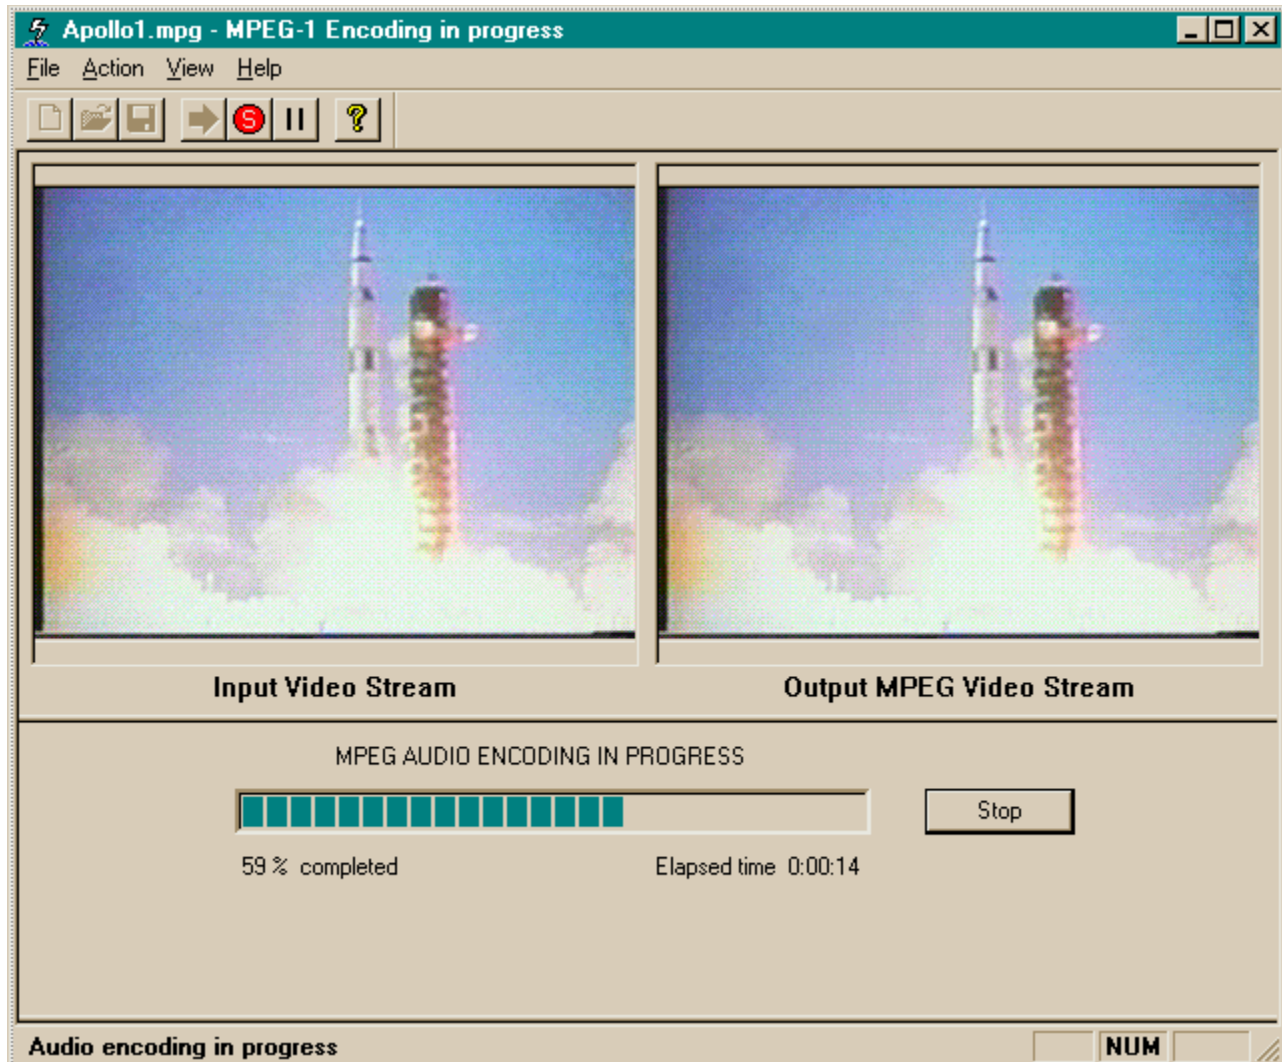 Apollo1.mpg - MPEG-1 Encoding in progress
File Action View Help
S ?
Input Video Stream
Output MPEG Video Stream
MPEG AUDIO ENCODING IN PROGRESS
Stop
59 % completed
Elapsed time 0:00:14
Audio encoding in progress
NUM